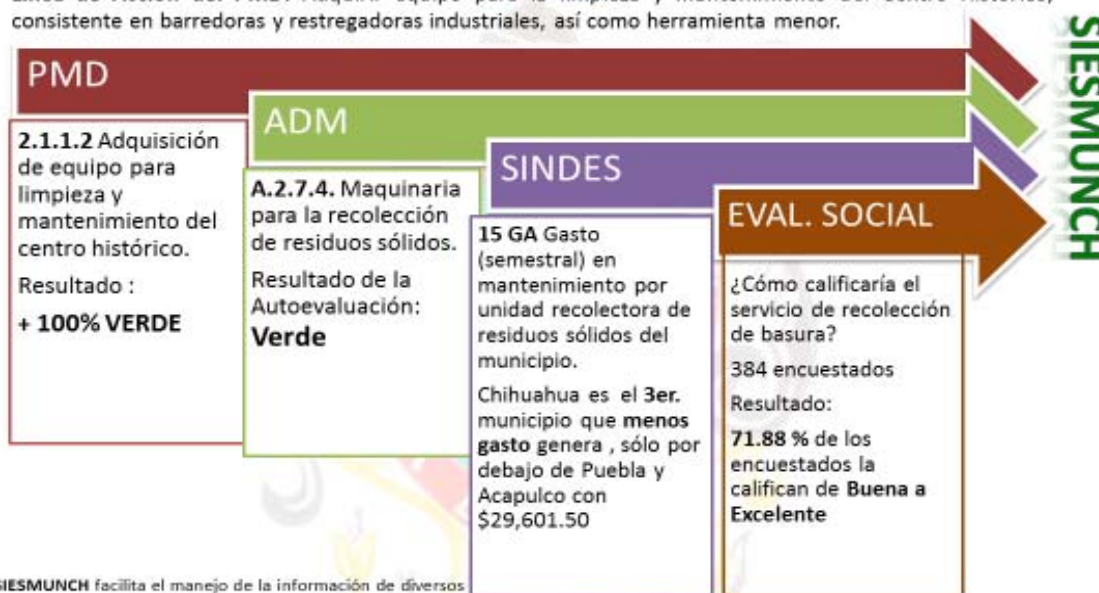 consistente en barredoras y restregadoras industriales, así como herramienta menor.
PMD
2.1.1.2 Adquisición
de equipo para
limpieza y
mantenimiento del
centro histórico.
Resultado :
+ 100% VERDE
ADM
A.2.7.4. Maquinaria
para la recolección
de residuos sólidos.
Resultado de la
Autoevaluación:
Verde
SINDES
15 GA Gasto
(semestral) en
mantenimiento por
unidad recolectora de
residuos sólidos del
municipio.
Chihuahua es el 3er.
municipio que menos
gasto genera , sólo por
debajo de Puebla y
Acapulco con
$29,601.50
EVAL. SOCIAL
¿Cómo calificaría el
servicio de recolección
de basura?
384 encuestados
Resultado:
71.88 % de los
encuestados la
califican de Buena a
Excelente
SIESMUNCH
SIESMUNCH facilita el manejo de la información de diversos